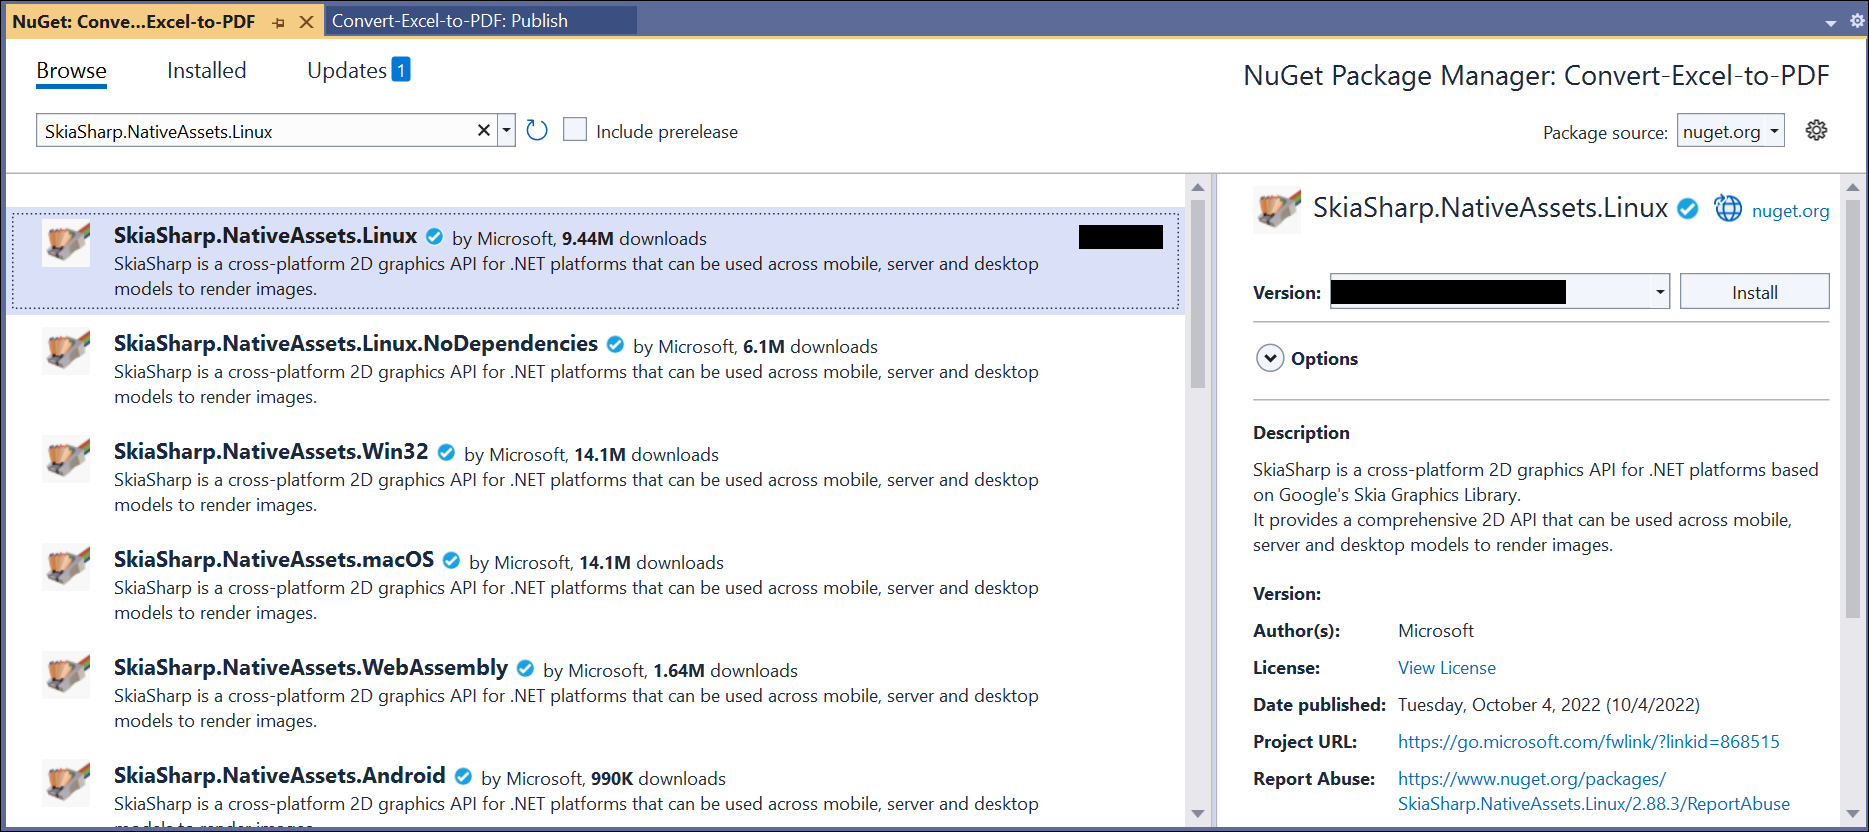 NuGet: Conve...Excel-to-PDF
Convert-Excel-to-PDF: Publish
Browse
Installed
Updates 1
NuGet Package Manager: Convert-Excel-to-PDF
SkiaSharp.NativeAssets.Linux
Include prerelease
Package source: nuget.org
SkiaSharp.NativeAssets.Linux by Microsoft, 9.44M downloads
SkiaSharp is a cross-platform 2D graphics API for .NET platforms that can be used across mobile, server and desktop
models to render images.
SkiaSharp.NativeAssets.Linux.NoDependencies by Microsoft, 6.1M downloads
SkiaSharp is a cross-platform 2D graphics API for .NET platforms that can be used across mobile, server and desktop
models to render images.
SkiaSharp.NativeAssets.Win32 by Microsoft, 14.1M downloads
SkiaSharp is a cross-platform 2D graphics API for .NET platforms that can be used across mobile, server and desktop
models to render images.
SkiaSharp.NativeAssets.macOS by Microsoft, 14.1M downloads
SkiaSharp is a cross-platform 2D graphics API for .NET platforms that can be used across mobile, server and desktop
models to render images.
SkiaSharp.NativeAssets.WebAssembly by Microsoft, 1.64M downloads
SkiaSharp is a cross-platform 2D graphics API for .NET platforms that can be used across mobile, server and desktop
models to render images.
SkiaSharp.NativeAssets.Android by Microsoft, 990K downloads
SkiaSharp is a cross-platform 2D graphics API for .NET platforms that can be used across mobile, server and desktop
models to render images.
SkiaSharp.NativeAssets.Linux nuget.org
Version:
Install
Options
Description
SkiaSharp is a cross-platform 2D graphics API for .NET platforms based
on Google's Skia Graphics Library.
It provides a comprehensive 2D API that can be used across mobile,
server and desktop models to render images.
Version:
Author(s): Microsoft
License: View License
Date published: Tuesday, October 4, 2022 (10/4/2022)
Project URL: https://go.microsoft.com/fwlink/?linkid=868515
Report Abuse: https://www.nuget.org/packages/
SkiaSharp.NativeAssets.Linux/2.88.3/ReportAbuse